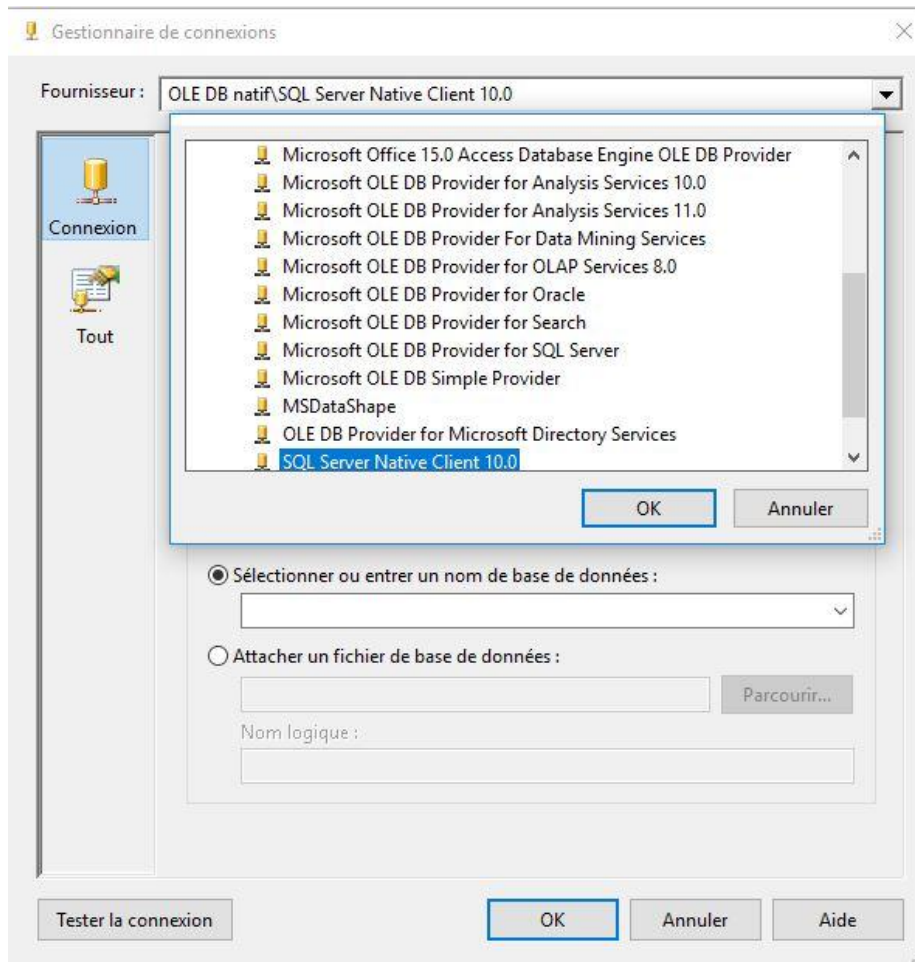 Gestionnaire de connexions
Fournisseur : OLE DB natif\SQL Server Native Client 10.0
Microsoft Office 15.0 Access Database Engine OLE DB Provider
Microsoft OLE DB Provider for Analysis Services 10.0
Microsoft OLE DB Provider for Analysis Services 11.0
Microsoft OLE DB Provider For Data Mining Services
Microsoft OLE DB Provider for OLAP Services 8.0
Microsoft OLE DB Provider for Oracle
Microsoft OLE DB Provider for Search
Microsoft OLE DB Provider for SQL Server
Microsoft OLE DB Simple Provider
MSDataShape
OLE DB Provider for Microsoft Directory Services
SQL Server Native Client 10.0
OK Annuler
Connexion
Tout
Sélectionner ou entrer un nom de base de données :
Attacher un fichier de base de données :
Parcourir...
Nom logique :
Tester la connexion OK Annuler Aide